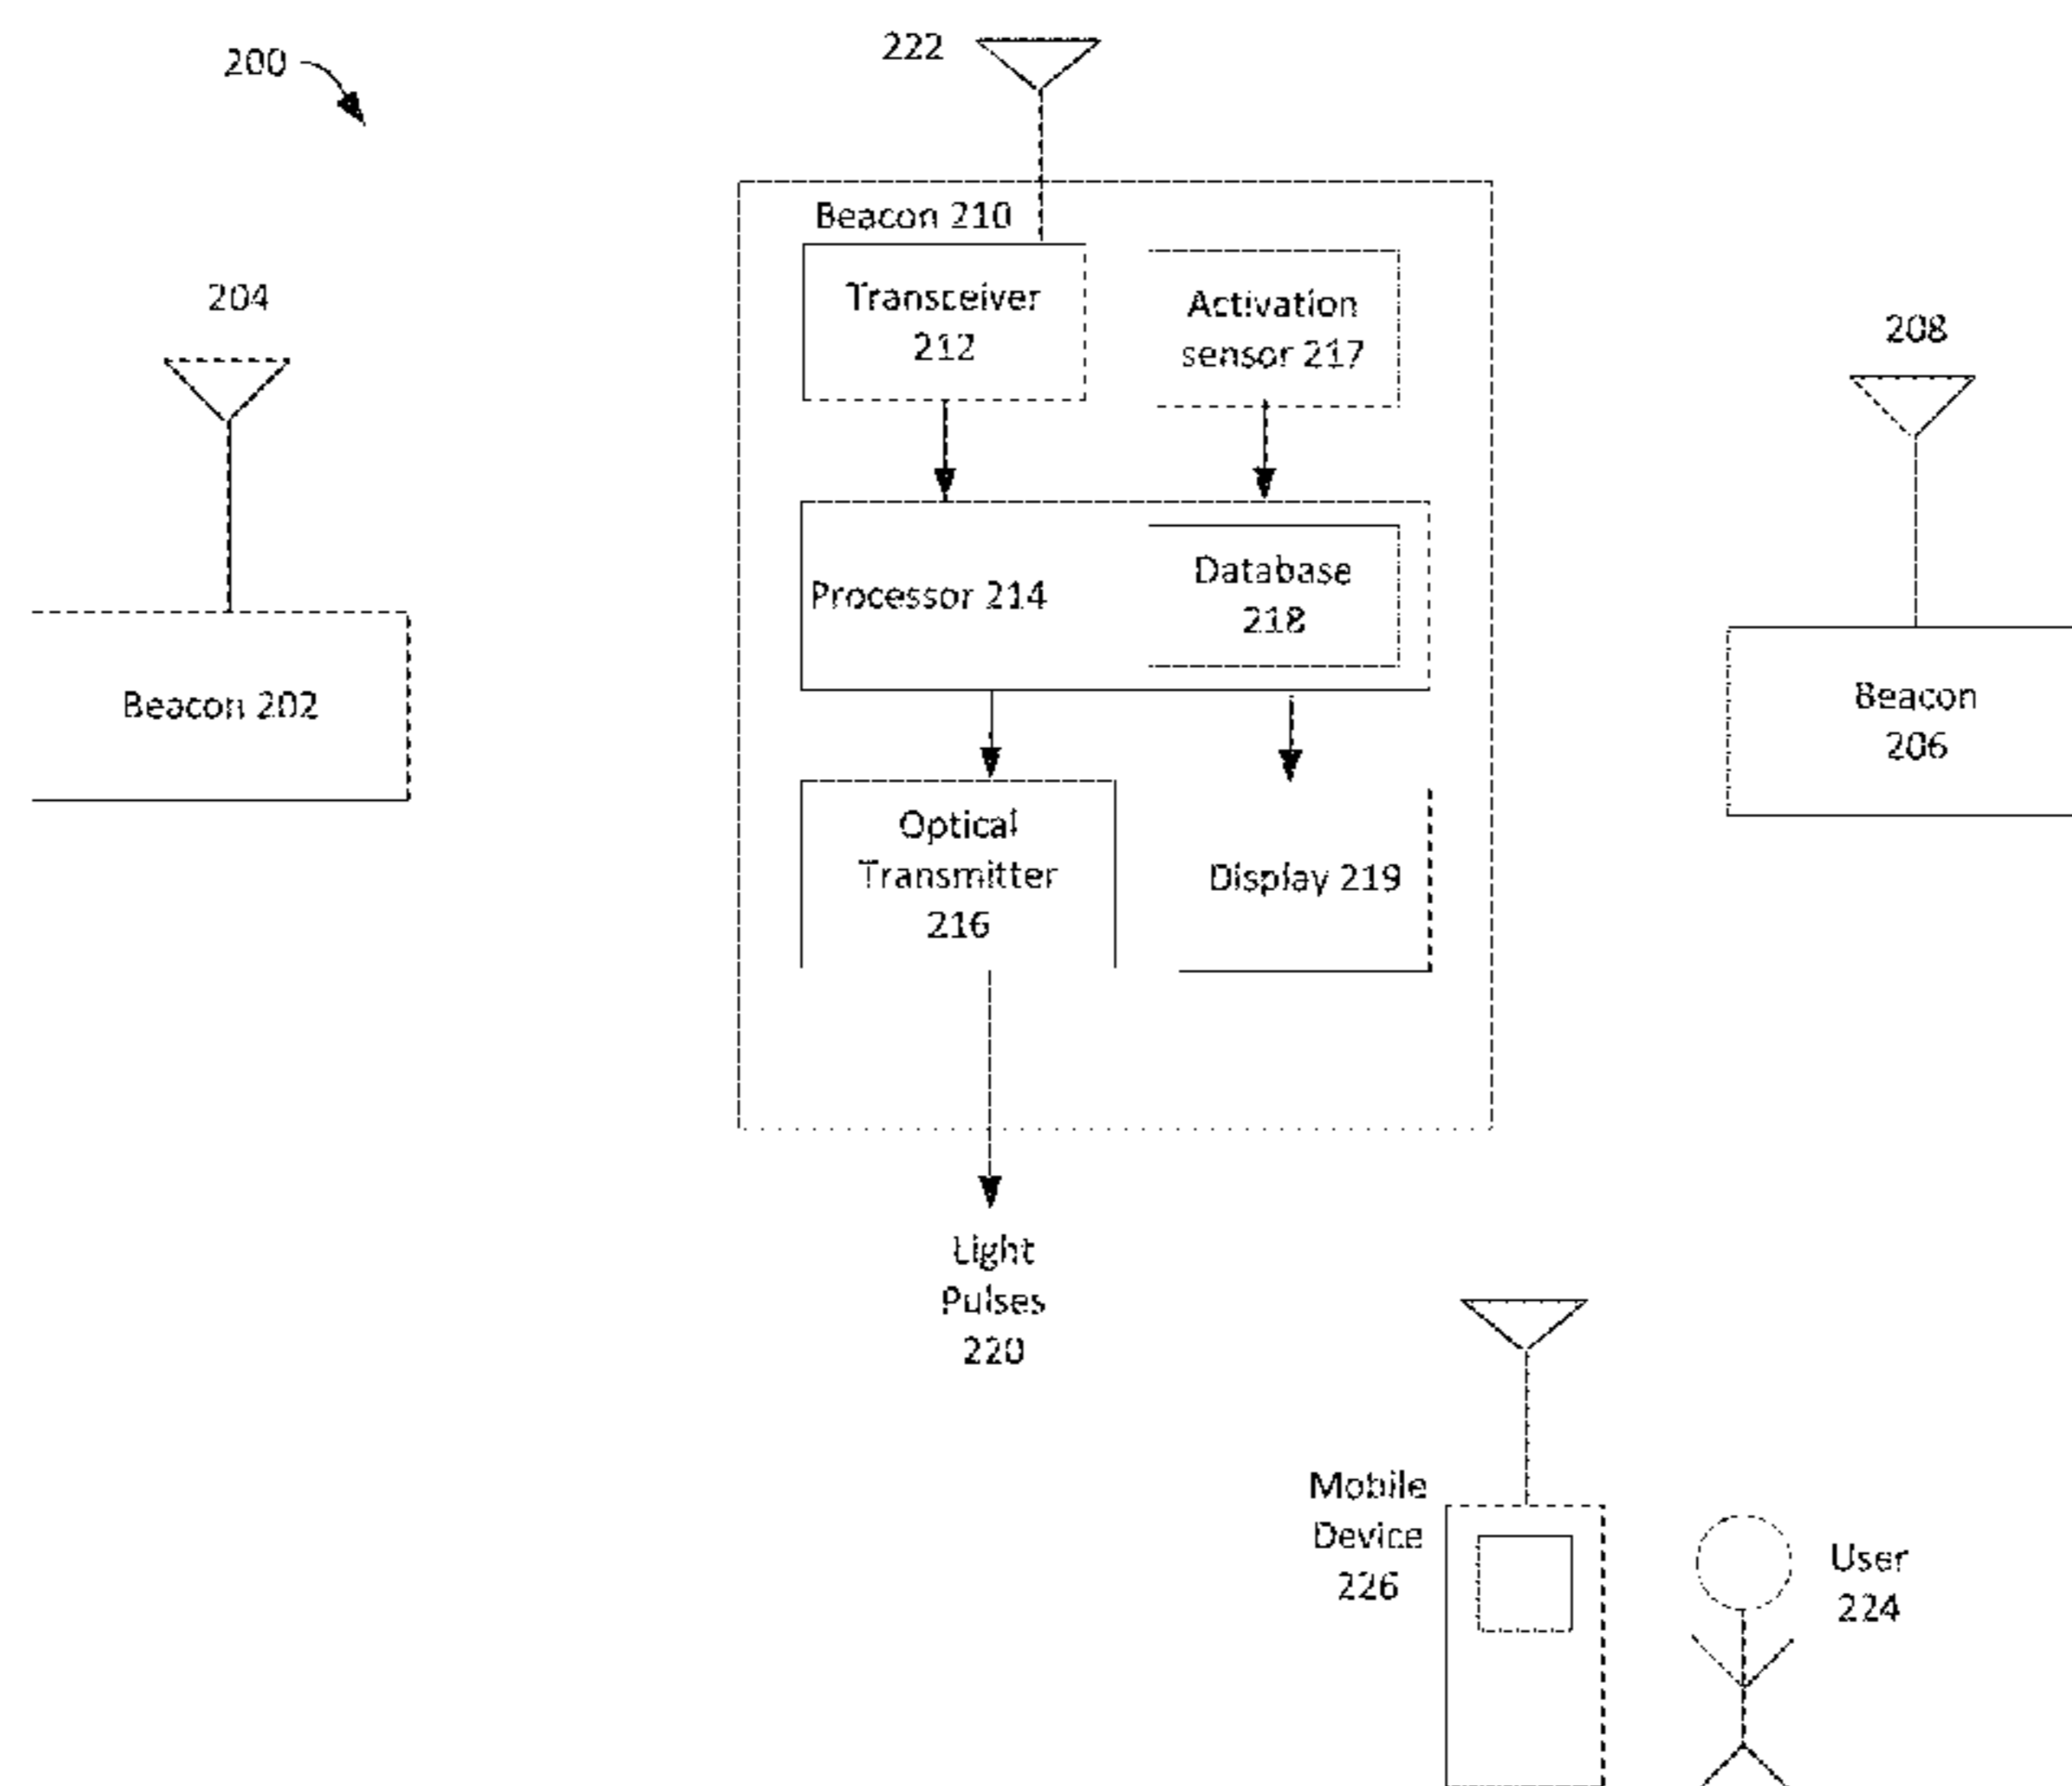 200
222
Beacon 210
Transceiver
212
Activation
sensor 217
204
208
Processor 214
Database
218
Beacon 202
Beacon
206
Optical
Transmitter
216
Display 219
Light
Pulses
220
Mobile
Device
226
User
224